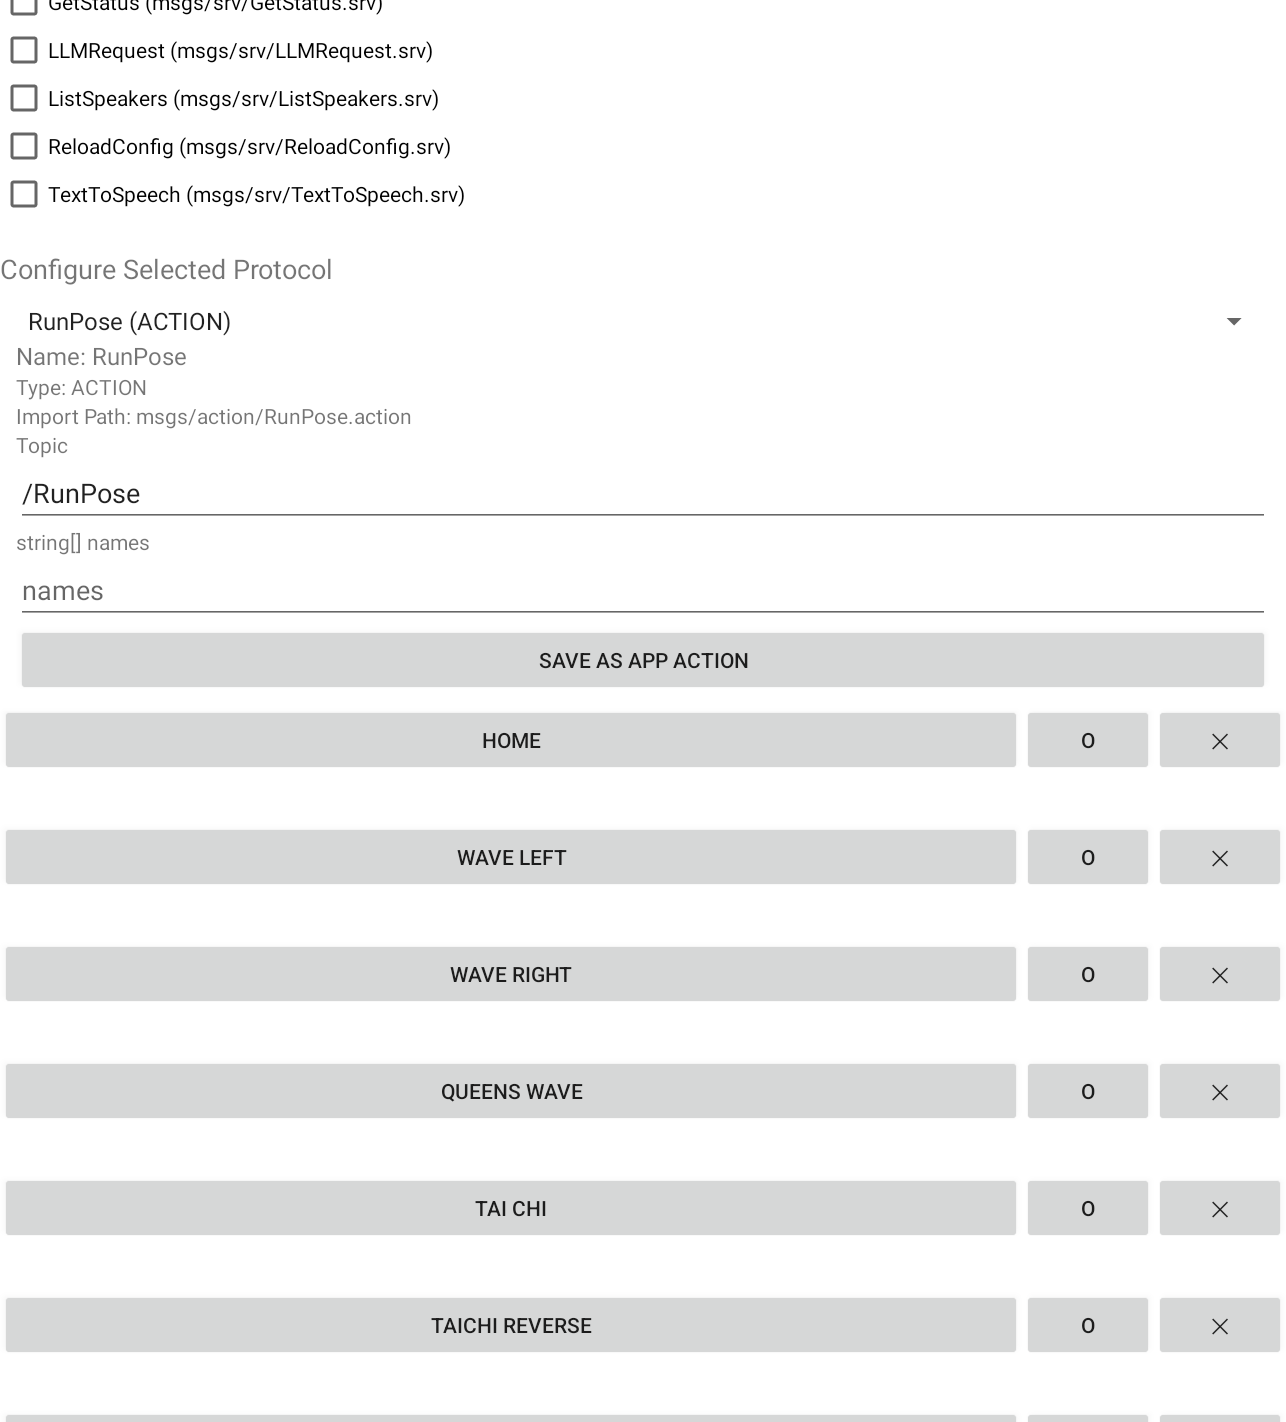 GetStatus (msgs/srv/GetStatus.srv)
LLMRequest (msgs/srv/LLMRequest.srv)
ListSpeakers (msgs/srv/ListSpeakers.srv)
ReloadConfig (msgs/srv/ReloadConfig.srv)
TextToSpeech (msgs/srv/TextToSpeech.srv)
Configure Selected Protocol
RunPose (ACTION)
Name: RunPose
Type: ACTION
Import Path: msgs/action/RunPose.action
Topic
/RunPose
string[] names
names
SAVE AS APP ACTION
HOME O ×
WAVE LEFT O ×
WAVE RIGHT O ×
QUEENS WAVE O ×
TAI CHI O ×
TAICHI REVERSE O ×